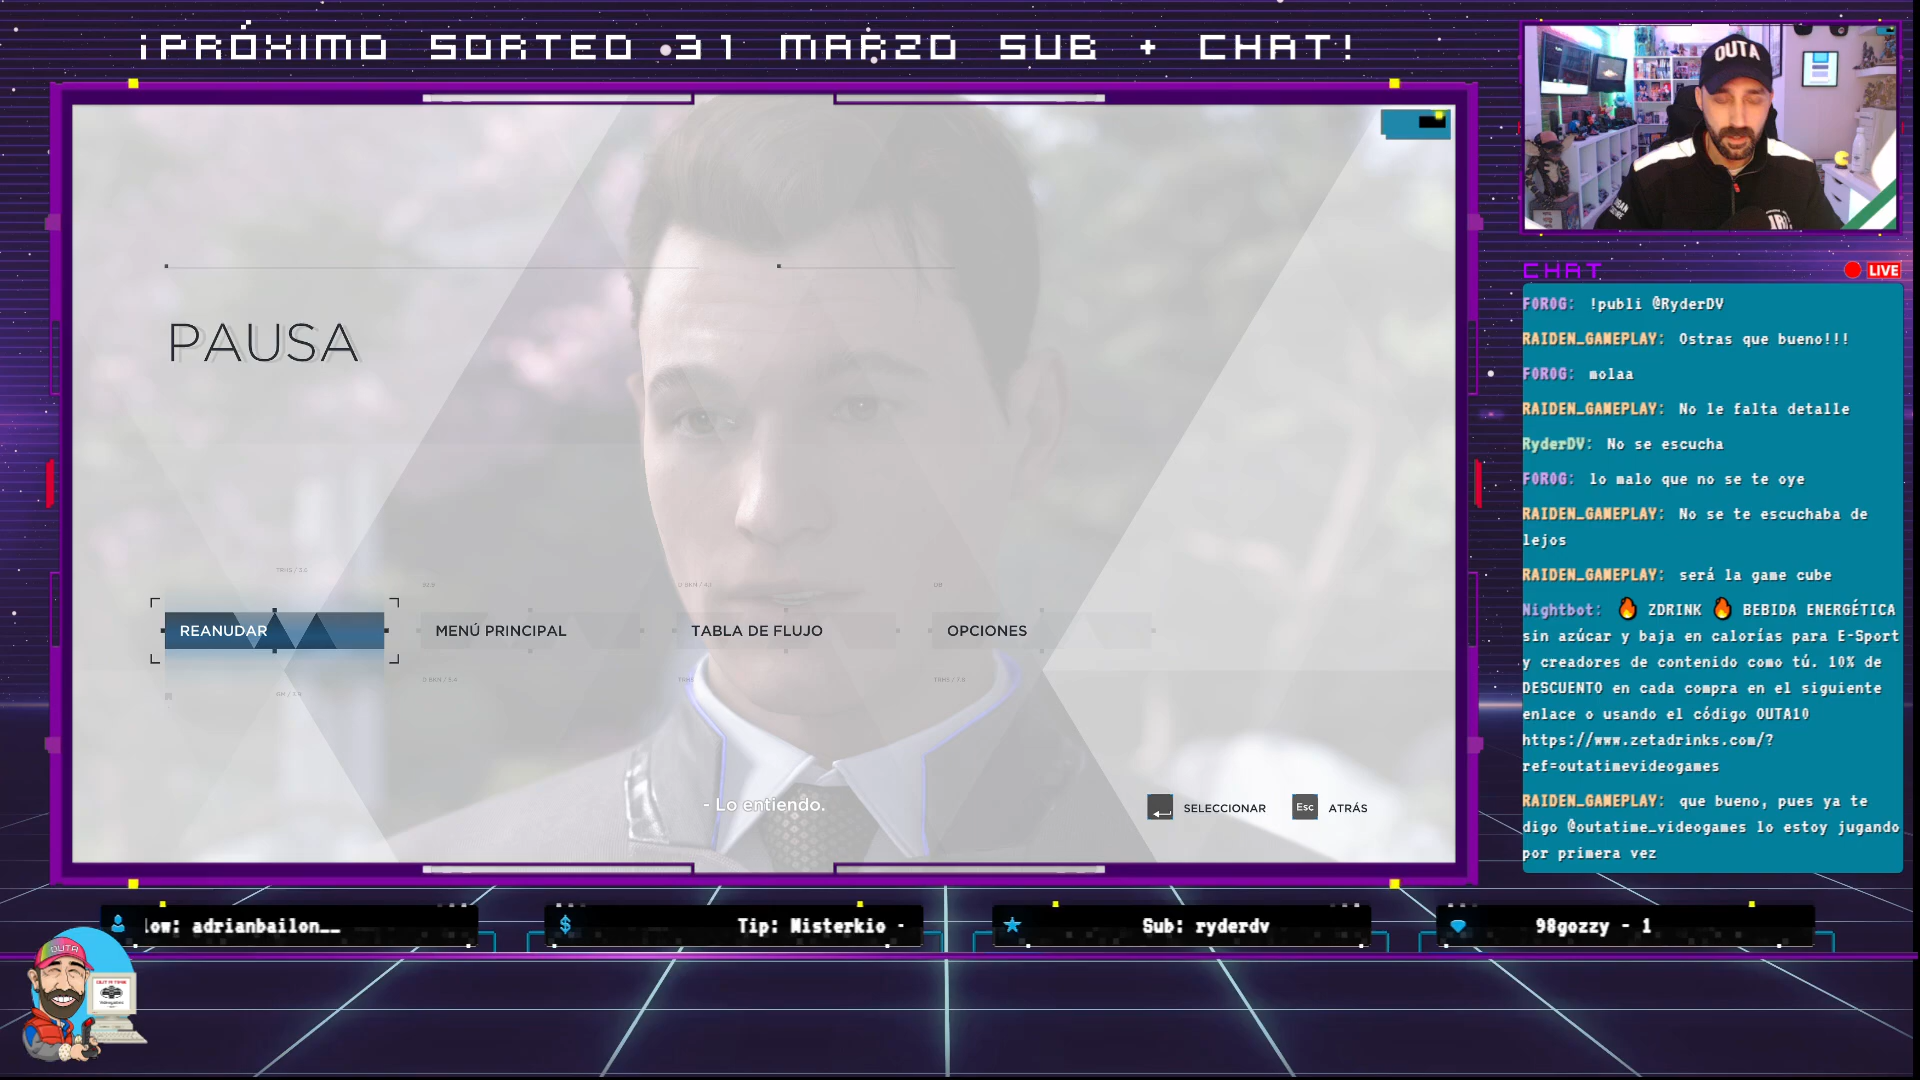 ¡PRÓXIMO SORTEO 31 MARZO SUB + CHAT!
OUTA
PAUSA
REANUDAR
MENÚ PRINCIPAL
TABLA DE FLUJO
OPCIONES
- Lo entiendo.
SELECCIONAR
Esc ATRÁS
CHAT
LIVE
F0R0G: !publi @RyderDV
RAIDEN_GAMEPLAY: Ostras que bueno!!!
F0R0G: molaa
RAIDEN_GAMEPLAY: No le falta detalle
RyderDV: No se escucha
F0R0G: lo malo que no se te oye
RAIDEN_GAMEPLAY: No se te escuchaba de
lejos
RAIDEN_GAMEPLAY: será la game cube
Nightbot: 🔥 ZDRINK 🔥 BEBIDA ENERGÉTICA
sin azúcar y baja en calorías para E-Sport
y creadores de contenido como tú. 10% de
DESCUENTO en cada compra en el siguiente
enlace o usando el código OUTA10
https://www.zetadrinks.com/?
ref=outatimevideogames
RAIDEN_GAMEPLAY: que bueno, pues ya te
digo @outatime_videogames lo estoy jugando
por primera vez
low: adrianbailon__
Tip: Misterkio -
Sub: ryderdv
98gozzy - 1
OUTA